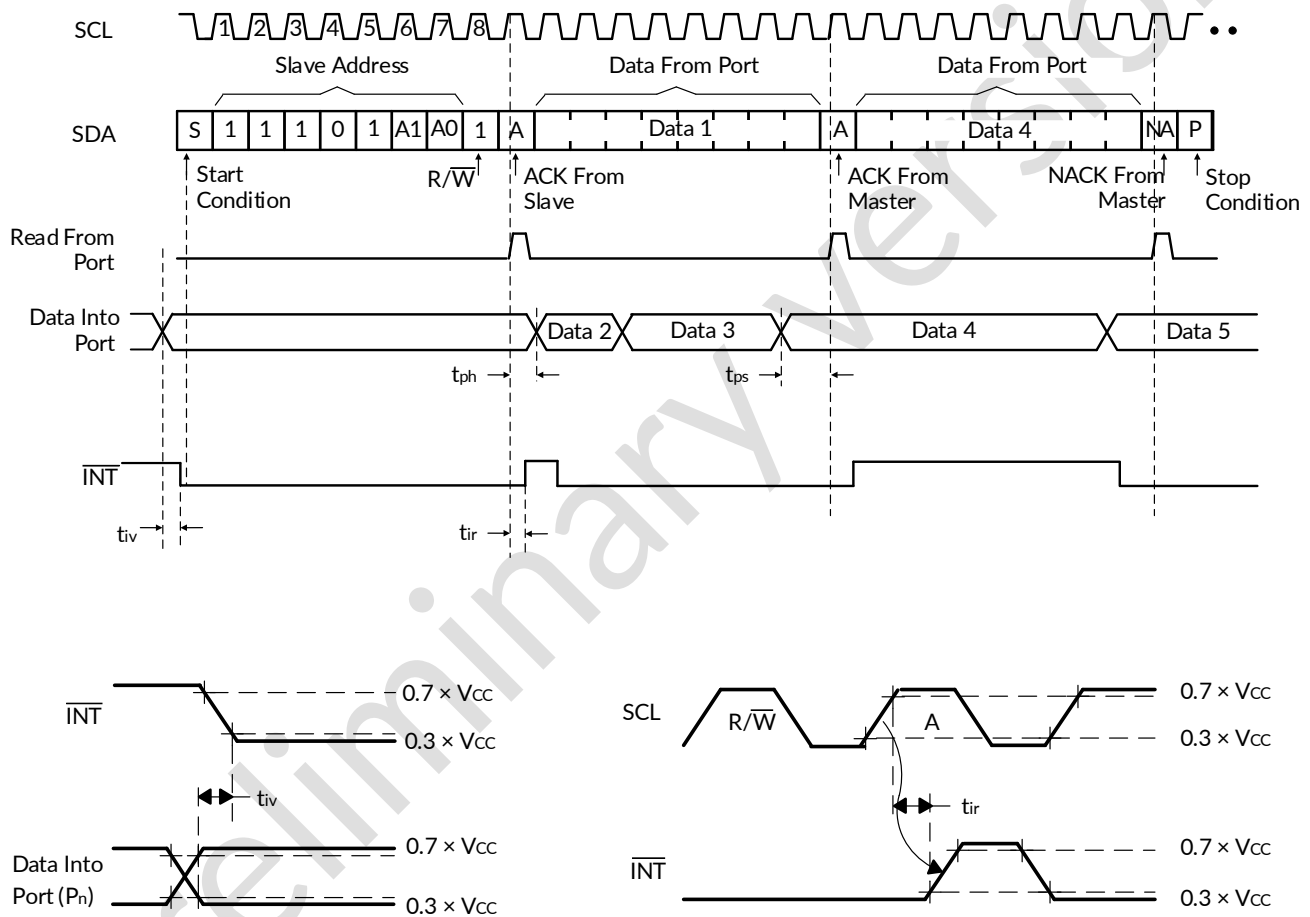 SCL 1 2 3 4 5 6 7 8
Slave Address Data From Port Data From Port
SDA S 1 1 1 0 1 A1 A0 1 A Data 1 A Data 4 NA P
Start R/W ACK From ACK From NACK From Stop
Condition Slave Master Master Condition
Read From
Port
Data Into
Port
Data 2 Data 3 Data 4 Data 5
tph tps
INT
tiv tir
INT 0.7 × VCC
0.3 × VCC
tiv
Data Into
Port (Pn)
0.7 × VCC
0.3 × VCC
SCL R/W A 0.7 × VCC
0.3 × VCC
tir
INT 0.7 × VCC
0.3 × VCC
reliminary version